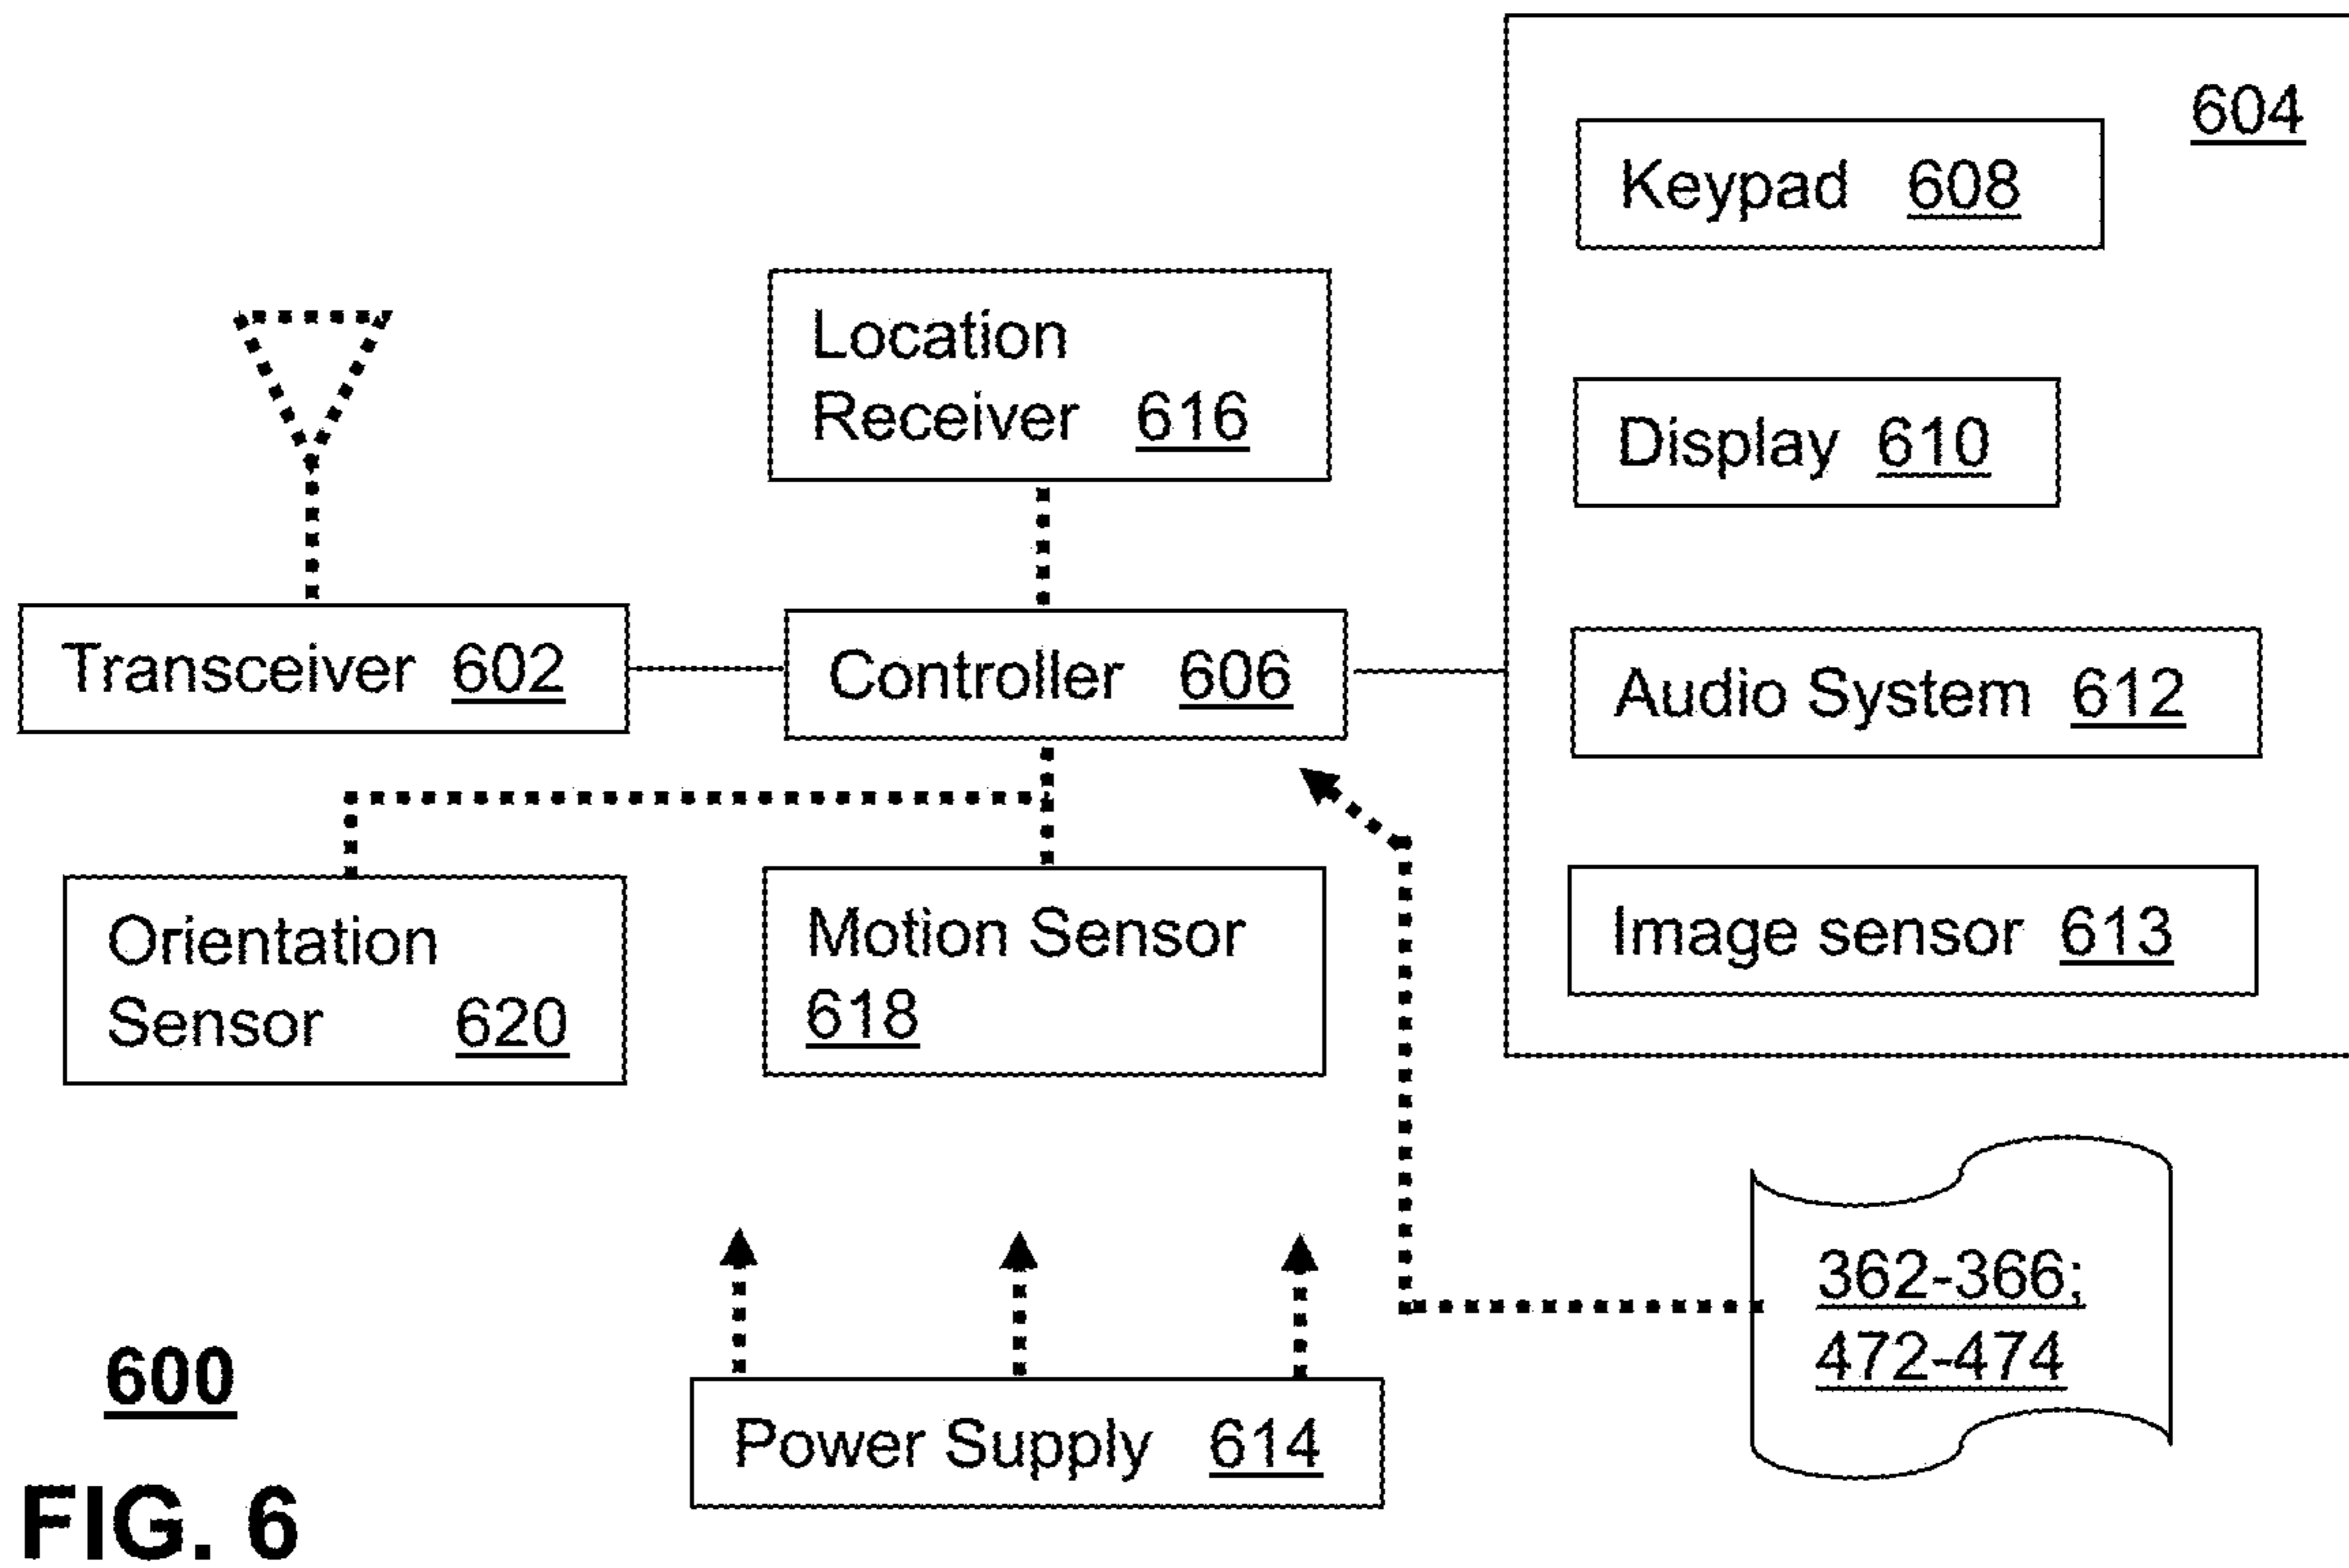 604
Keypad 608
Location
Receiver 616
Display 610
Transceiver 602
Controller 606
Audio System 612
Orientation
Sensor 620
Motion Sensor
618
Image sensor 613
362-366;
472-474
600
Power Supply 614
FIG. 6